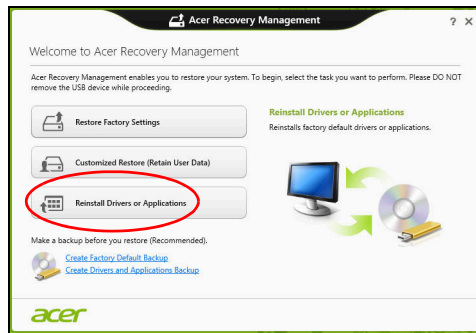 Acer Recovery Management
? X
Welcome to Acer Recovery Management
Acer Recovery Management enables you to restore your system. To begin, select the task you want to perform. Please DO NOT
remove the USB device while proceeding.
Restore Factory Settings
Customized Restore (Retain User Data)
Reinstall Drivers or Applications
Reinstall Drivers or Applications
Reinstalls factory default drivers or applications.
Make a backup before you restore (Recommended).
Create Factory Default Backup
Create Drivers and Applications Backup
acer